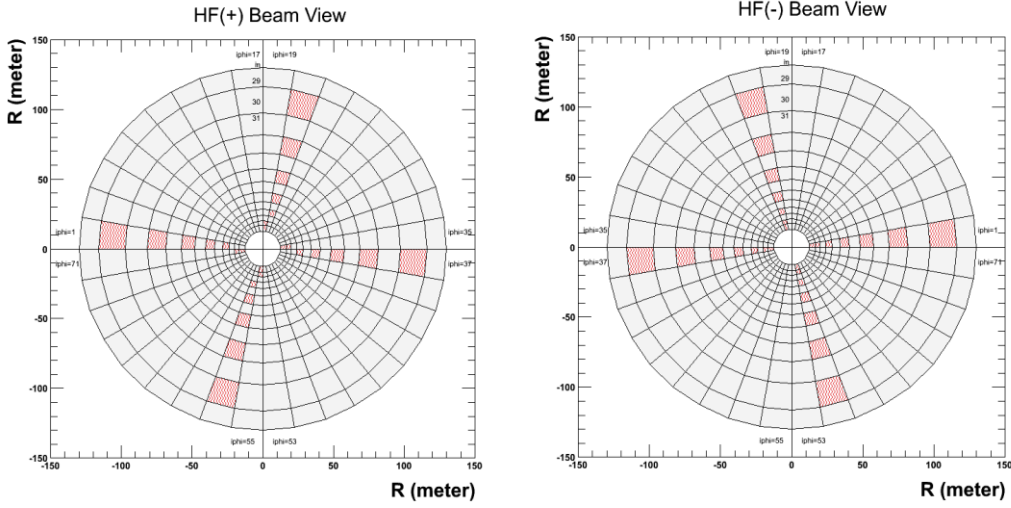 HF(+) Beam View
R (meter)
150
100
50
0
-50
-100
-150
iphi=17
iphi=19
In
29
30
31
iphi=1
iphi=35
iphi=71
iphi=37
iphi=55
iphi=53
-150
-100
-50
0
50
100
150
R (meter)
HF(-) Beam View
R (meter)
150
100
50
0
-50
-100
-150
iphi=19
iphi=17
29
30
31
iphi=35
iphi=1
iphi=37
iphi=71
iphi=55
iphi=53
-150
-100
-50
0
50
100
150
R (meter)